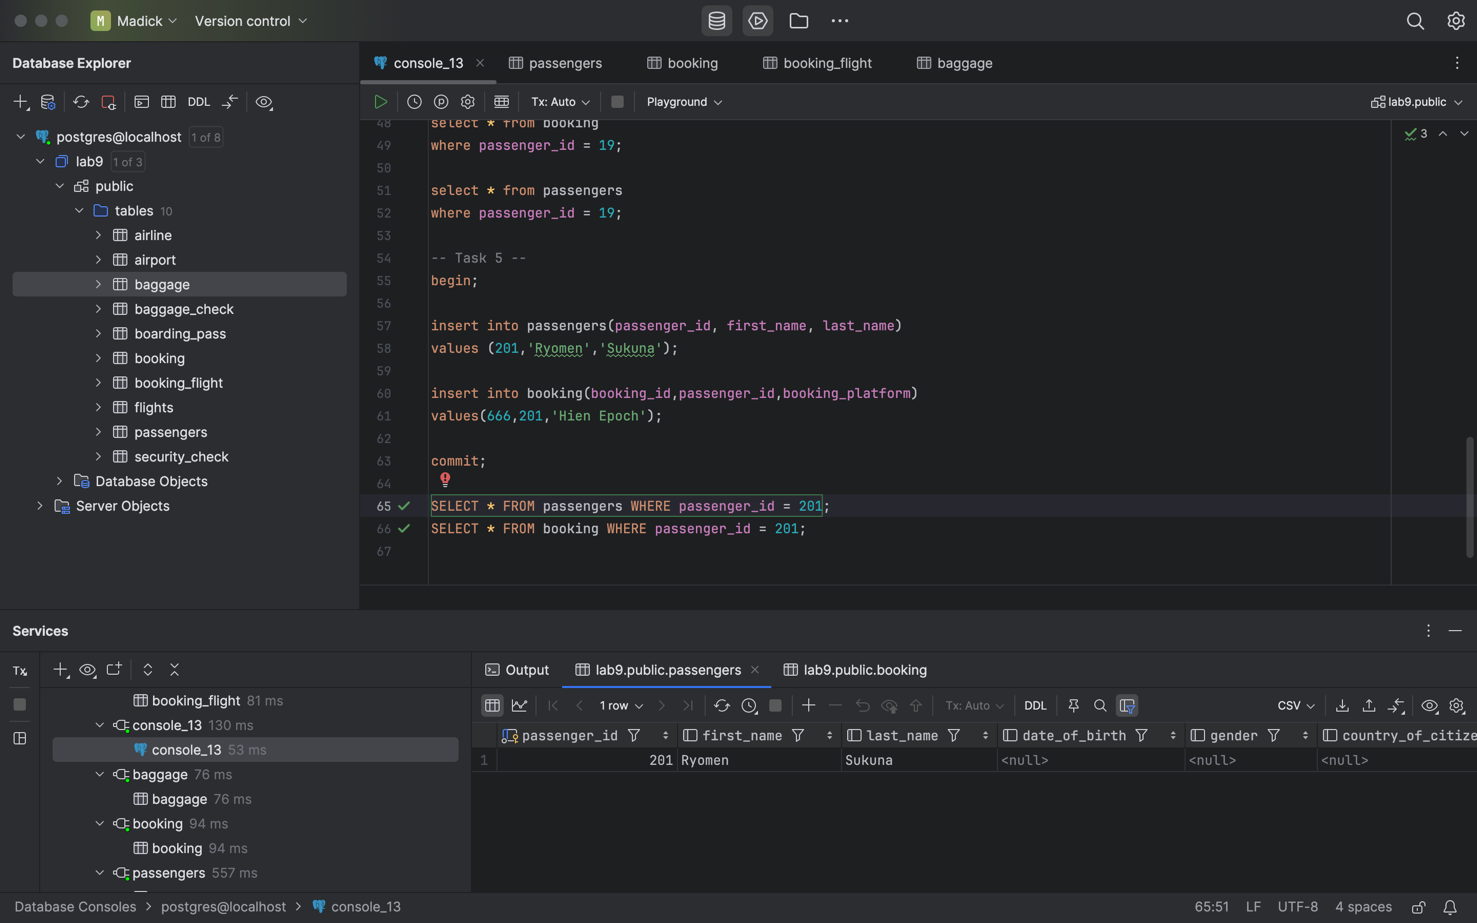 M Madick Version control
Database Explorer
console_13 passengers booking booking_flight baggage
DDL
Tx: Auto Playground lab9.public
postgres@localhost 1 of 8
lab9 1 of 3
public
tables 10
airline
airport
baggage
baggage_check
boarding_pass
booking
booking_flight
flights
passengers
security_check
Database Objects
Server Objects
3
48 select * from booking
49 where passenger_id = 19;
50
51 select * from passengers
52 where passenger_id = 19;
53
54 -- Task 5 --
55 begin;
56
57 insert into passengers(passenger_id, first_name, last_name)
58 values (201,'Ryomen','Sukuna');
59
60 insert into booking(booking_id,passenger_id,booking_platform)
61 values(666,201,'Hien Epoch');
62
63 commit;
64
65 SELECT * FROM passengers WHERE passenger_id = 201;
66 SELECT * FROM booking WHERE passenger_id = 201;
67
Services
Tx
booking_flight 81 ms
console_13 130 ms
console_13 53 ms
baggage 76 ms
baggage 76 ms
booking 94 ms
booking 94 ms
passengers 557 ms
Output lab9.public.passengers lab9.public.booking
1 row Tx: Auto DDL CSV
passenger_id first_name last_name date_of_birth gender country_of_citize
1 201 Ryomen Sukuna <null> <null> <null>
Database Consoles > postgres@localhost > console_13
65:51 LF UTF-8 4 spaces